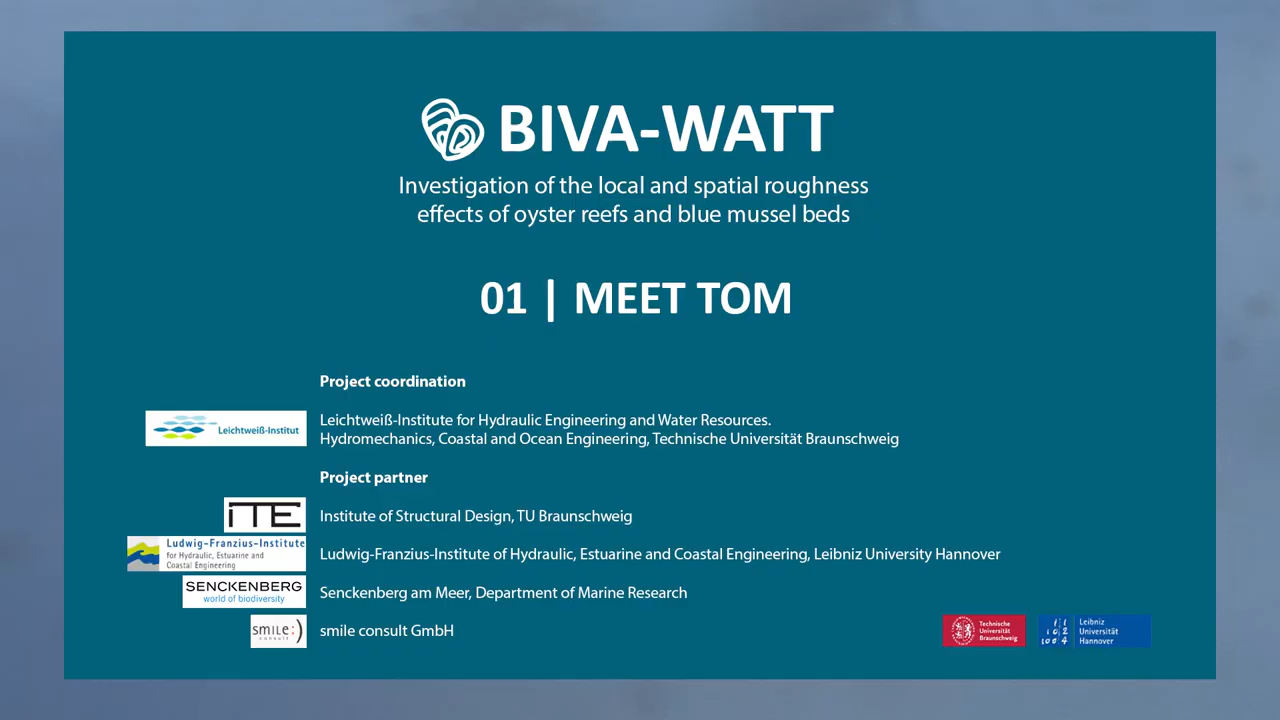 BIVA-WATT
Investigation of the local and spatial roughness
effects of oyster reefs and blue mussel beds
01 | MEET TOM
Project coordination
Leichtweiß-Institut
Leichtweiß-Institute for Hydraulic Engineering and Water Resources.
Hydromechanics, Coastal and Ocean Engineering, Technische Universität Braunschweig
Project partner
iTE
Institute of Structural Design, TU Braunschweig
Ludwig-Franzius-Institute
for Hydraulic, Estuarine and
Coastal Engineering
Ludwig-Franzius-Institute of Hydraulic, Estuarine and Coastal Engineering, Leibniz University Hannover
SENCKENBERG
world of biodiversity
Senckenberg am Meer, Department of Marine Research
smile:)
consult
smile consult GmbH
Technische
Universität
Braunschweig
11
102
1004
Leibniz
Universität
Hannover